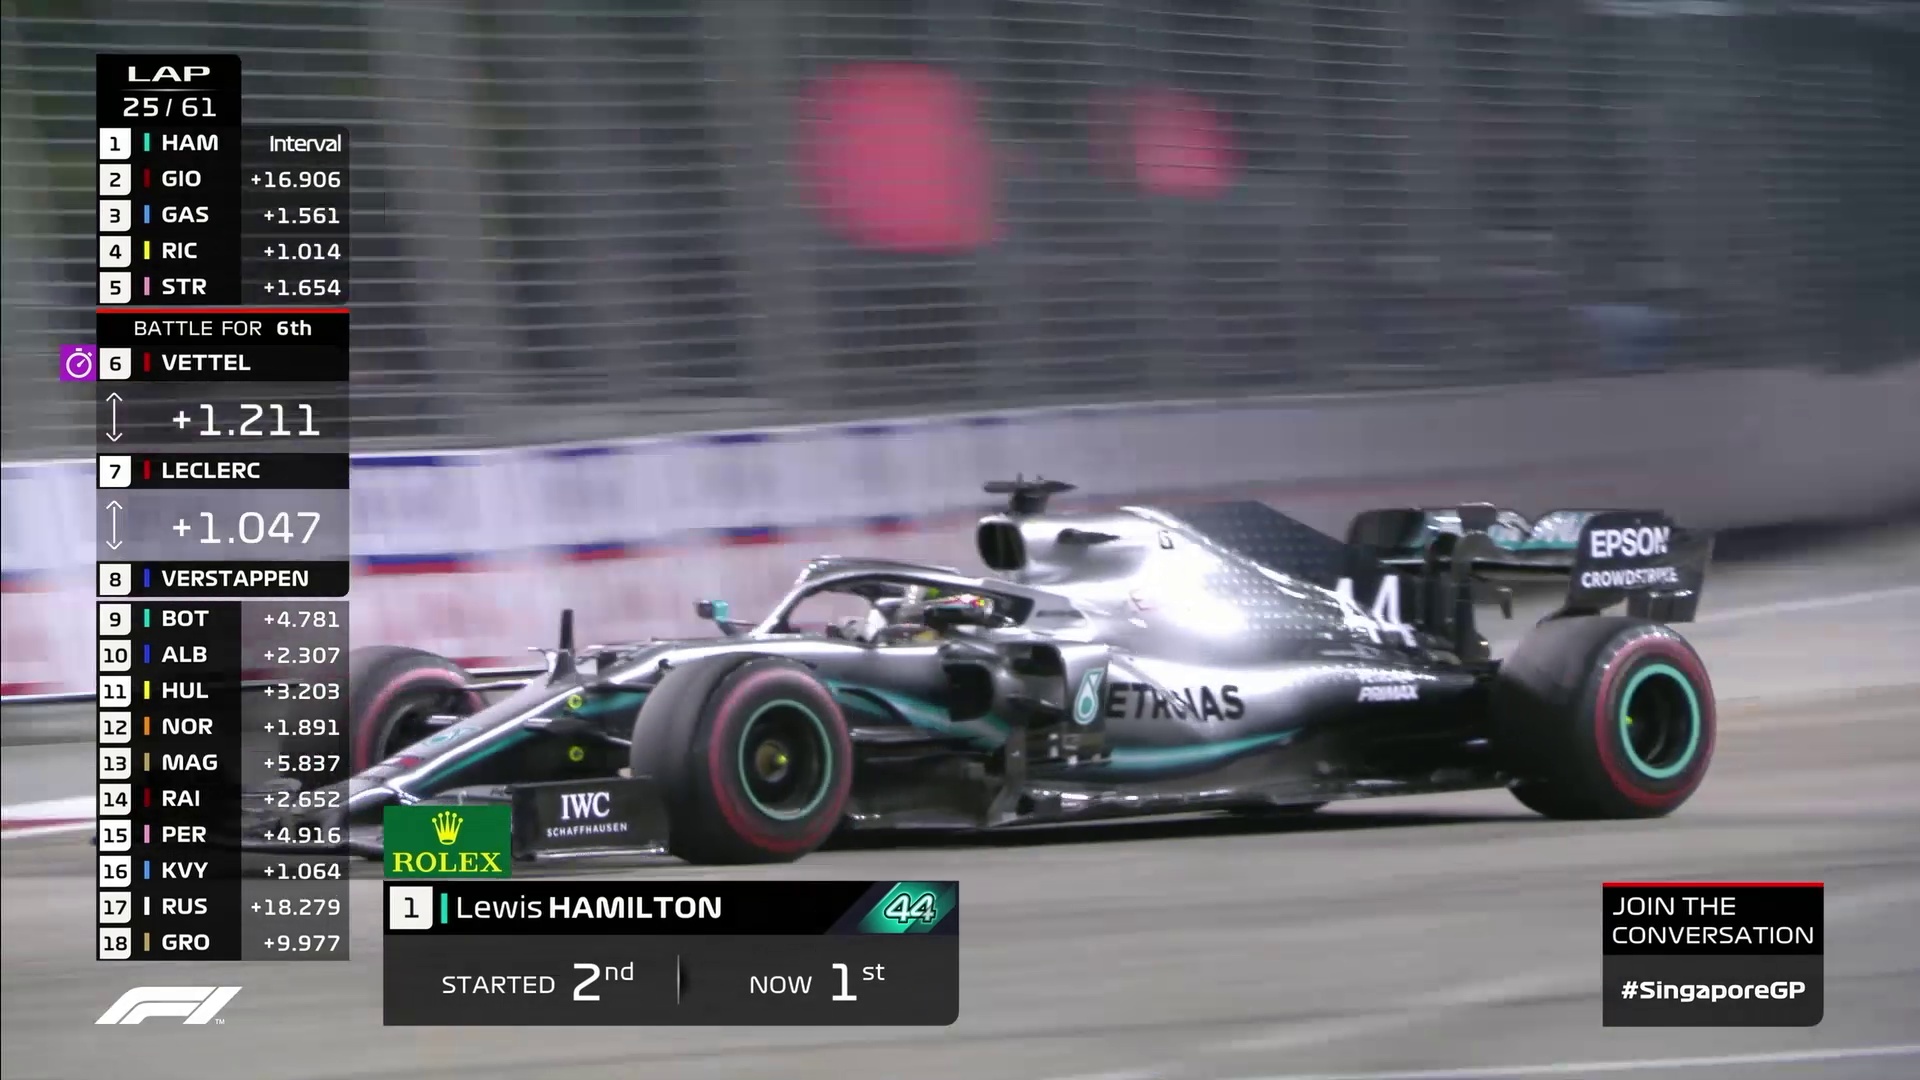 LAP
25/61
1 HAM Interval
2 GIO +16.906
3 GAS +1.561
4 RIC +1.014
5 STR +1.654
BATTLE FOR 6th
6 VETTEL
+1.211
7 LECLERC
+1.047
8 VERSTAPPEN
9 BOT +4.781
10 ALB +2.307
11 HUL +3.203
12 NOR +1.891
13 MAG +5.837
14 RAI +2.652
15 PER +4.916
16 KVY +1.064
17 RUS +18.279
18 GRO +9.977
F1
EPSON
CROWDSTRIKE
44
PETRONAS
PRIMAX
IWC
SCHAFFHAUSEN
ROLEX
1 Lewis HAMILTON 44
STARTED 2nd NOW 1st
JOIN THE
CONVERSATION
#SingaporeGP